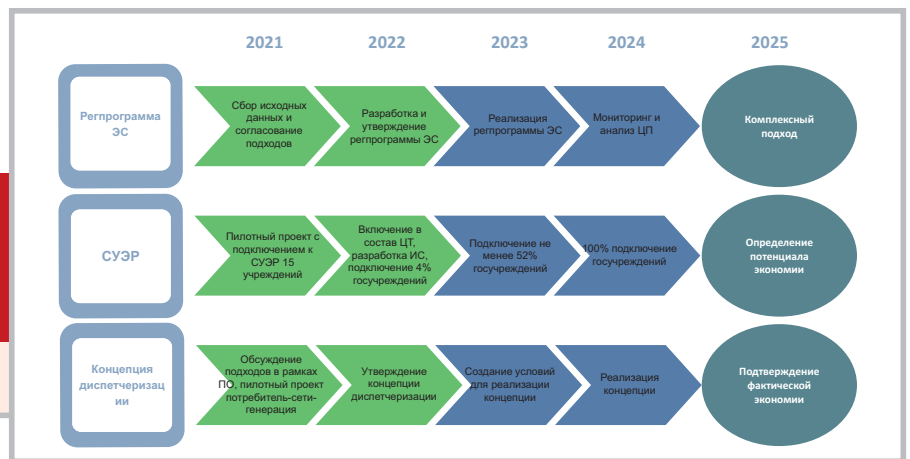 2021
2022
2023
2024
2025
Регпрограмма
ЭС
Сбор исходных
данных и
согласование
подходов
Разработка и
утверждение
регпрограммы ЭС
Реализация
регпрограммы ЭС
Мониторинг и
анализ ЦП
Комплексный
подход
СУЭР
Пилотный проект с
подключением к
СУЭР 15
учреждений
Включение в
состав ЦТ,
разработка ИС,
подключение 4%
госучреждений
Подключение не
менее 52%
госучреждений
100% подключение
госучреждений
Определение
потенциала
экономии
Концепция
диспетчеризац
ии
Обсуждение
подходов в рамках
ПО, пилотный проект
потребитель-сети-
генерация
Утверждение
концепции
диспетчеризации
Создание условий
для реализации
концепции
Реализация
концепции
Подтверждение
фактической
экономии